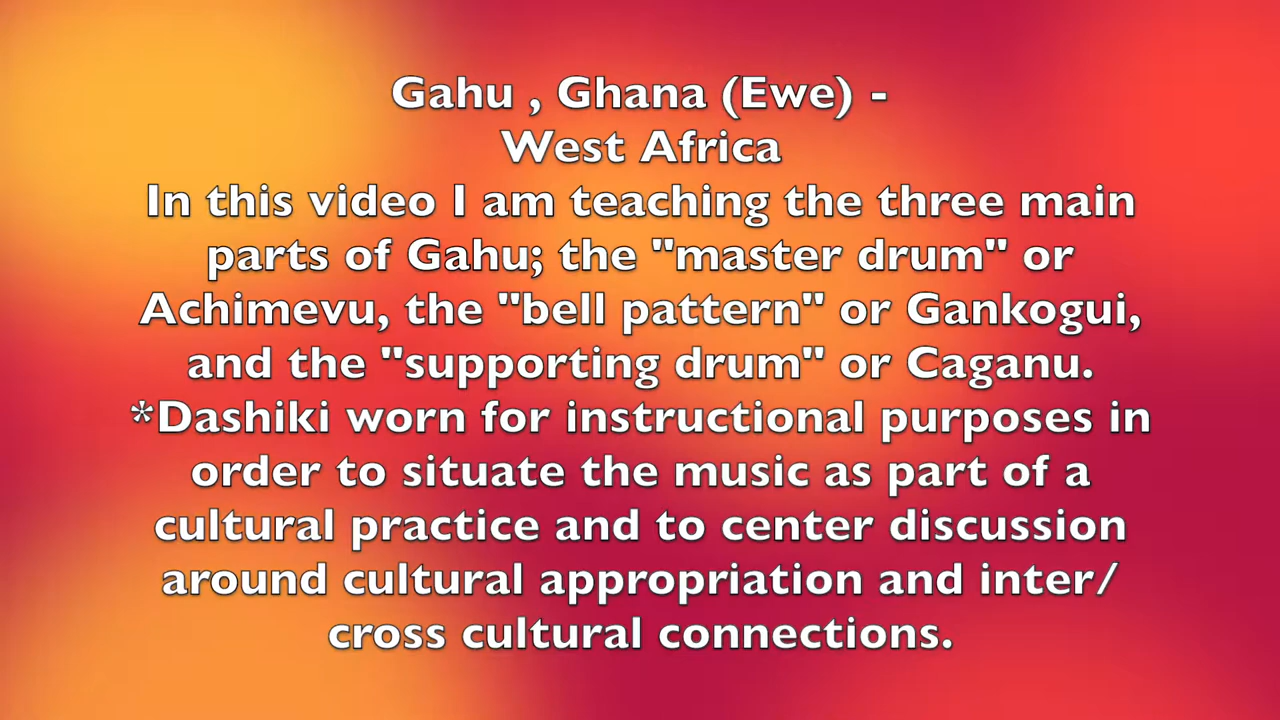 Gahu , Ghana (Ewe) -
West Africa
In this video I am teaching the three main
parts of Gahu; the "master drum" or
Achimevu, the "bell pattern" or Gankogui,
and the "supporting drum" or Caganu.
*Dashiki worn for instructional purposes in
order to situate the music as part of a
cultural practice and to center discussion
around cultural appropriation and inter/
cross cultural connections.